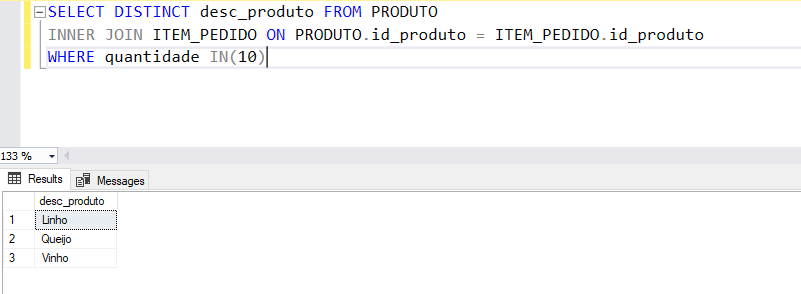 SELECT DISTINCT desc_produto FROM PRODUTO
INNER JOIN ITEM_PEDIDO ON PRODUTO.id_produto = ITEM_PEDIDO.id_produto
WHERE quantidade IN(10)
133 %
Results Messages
desc_produto
1 Linho
2 Queijo
3 Vinho